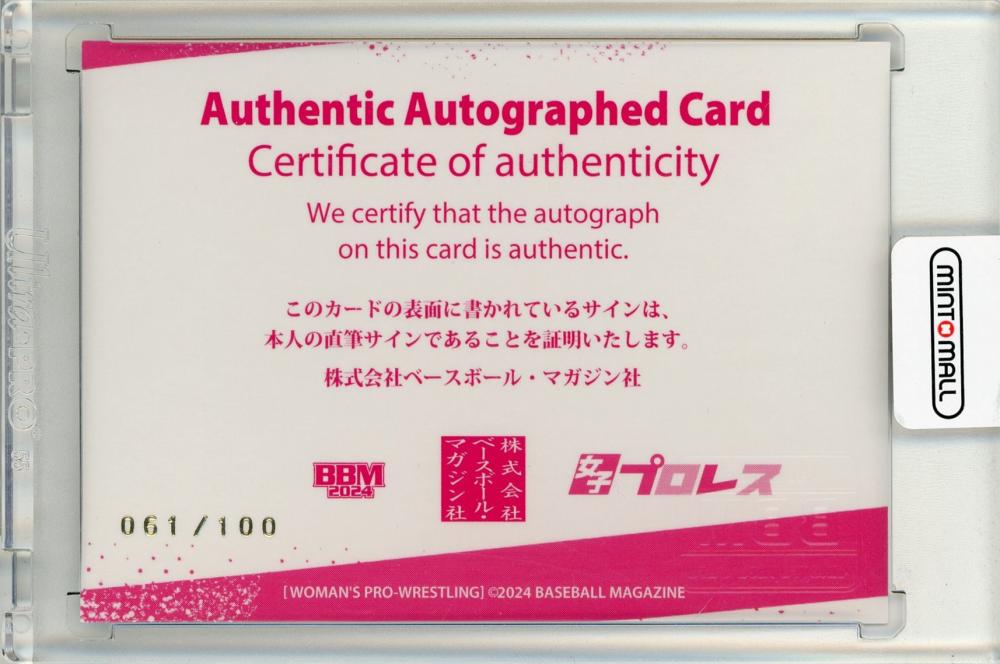 Authentic Autographed Card
Certificate of authenticity
We certify that the autograph
on this card is authentic.
このカードの表面に書かれているサインは、
本人の直筆サインであることを証明いたします。
株式会社ベースボール・マガジン社
BBM
2024
株式会社
ベースボール・
マガジン社
女子プロレス
061/100
[WOMAN'S PRO-WRESTLING] ©2024 BASEBALL MAGAZINE
MINT MALL
Ultra PRO®